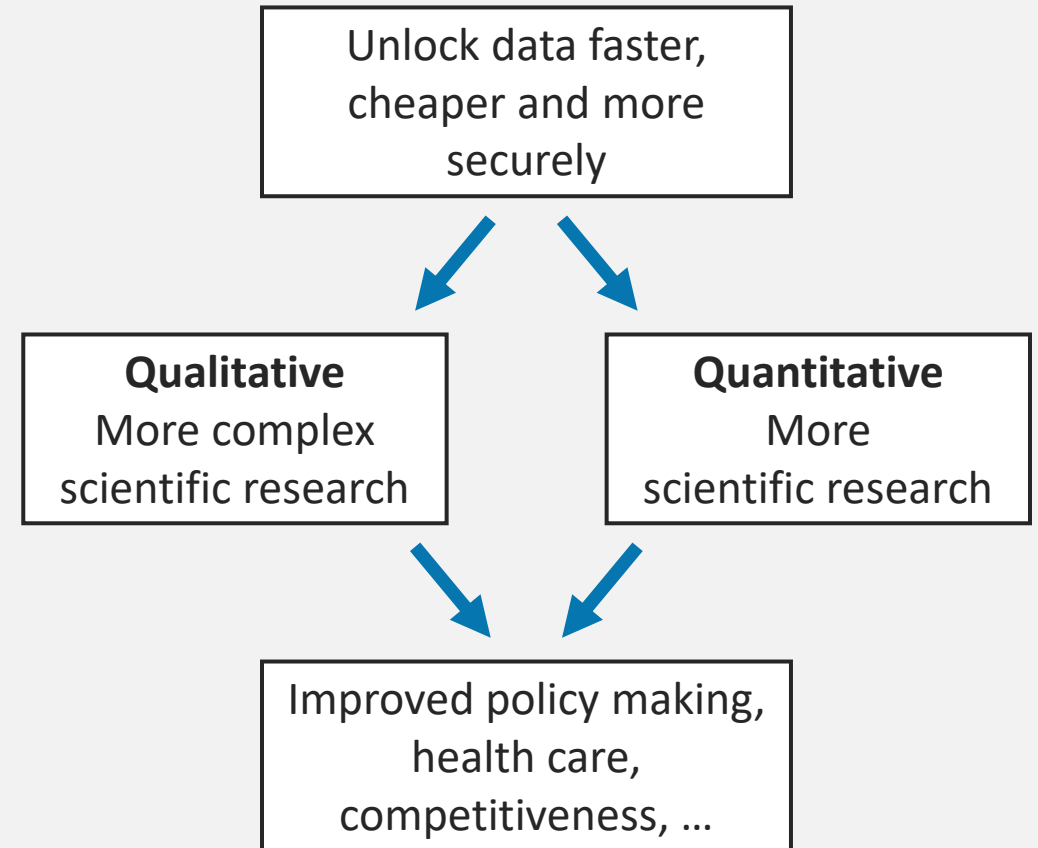 Unlock data faster,
cheaper and more
securely
Qualitative
More complex
scientific research
Quantitative
More
scientific research
Improved policy making,
health care,
competitiveness, …